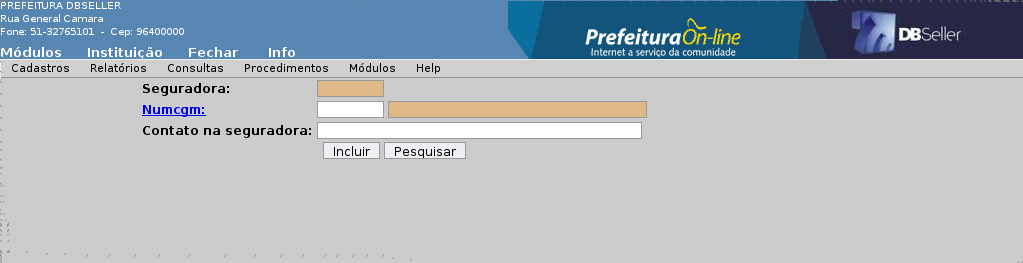 PREFEITURA DBSELLER
Rua General Camara
Fone: 51-32765101 - Cep: 96400000
Prefeitura On-line
Internet a serviço da comunidade
DBSeller
Módulos Instituição Fechar Info
Cadastros Relatórios Consultas Procedimentos Módulos Help
Seguradora:
Numcgm:
Contato na seguradora:
Incluir Pesquisar